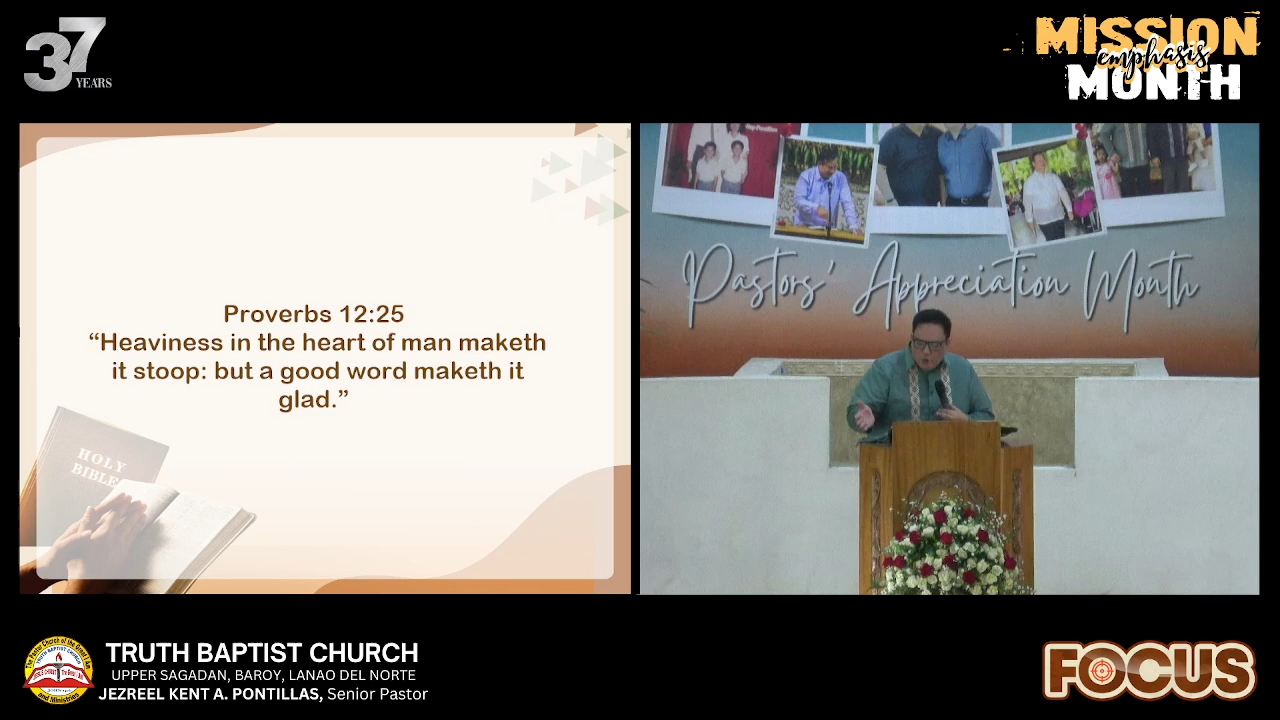 37
YEARS
MISSION
emphasis
MONTH
Proverbs 12:25
“Heaviness in the heart of man maketh
it stoop: but a good word maketh it
glad.”
HOLY
BIBLE
Pastors' Appreciation Month
TRUTH BAPTIST CHURCH
UPPER SAGADAN, BAROY, LANAO DEL NORTE
JEZREEL KENT A. PONTILLAS, Senior Pastor
FOCUS